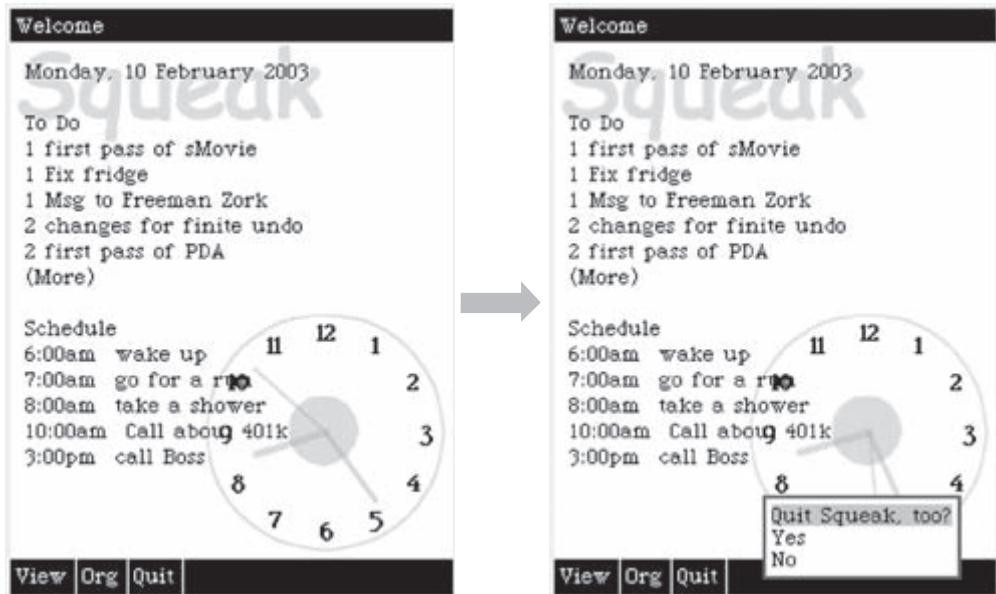 Welcome
Squeak
Monday, 10 February 2003
To Do
1 first pass of sMovie
1 Fix fridge
1 Msg to Freeman Zork
2 changes for finite undo
2 first pass of PDA
(More)
Schedule
6:00am wake up
7:00am go for a run
8:00am take a shower
10:00am Call about 401k
3:00pm call Boss
12
11 1
10 2
9 3
8 4
7 6 5
View Org Quit
Welcome
Squeak
Monday, 10 February 2003
To Do
1 first pass of sMovie
1 Fix fridge
1 Msg to Freeman Zork
2 changes for finite undo
2 first pass of PDA
(More)
Schedule
6:00am wake up
7:00am go for a run
8:00am take a shower
10:00am Call about 401k
3:00pm call Boss
12
11 1
10 2
9 3
8 4
Quit Squeak, too?
Yes
No
View Org Quit